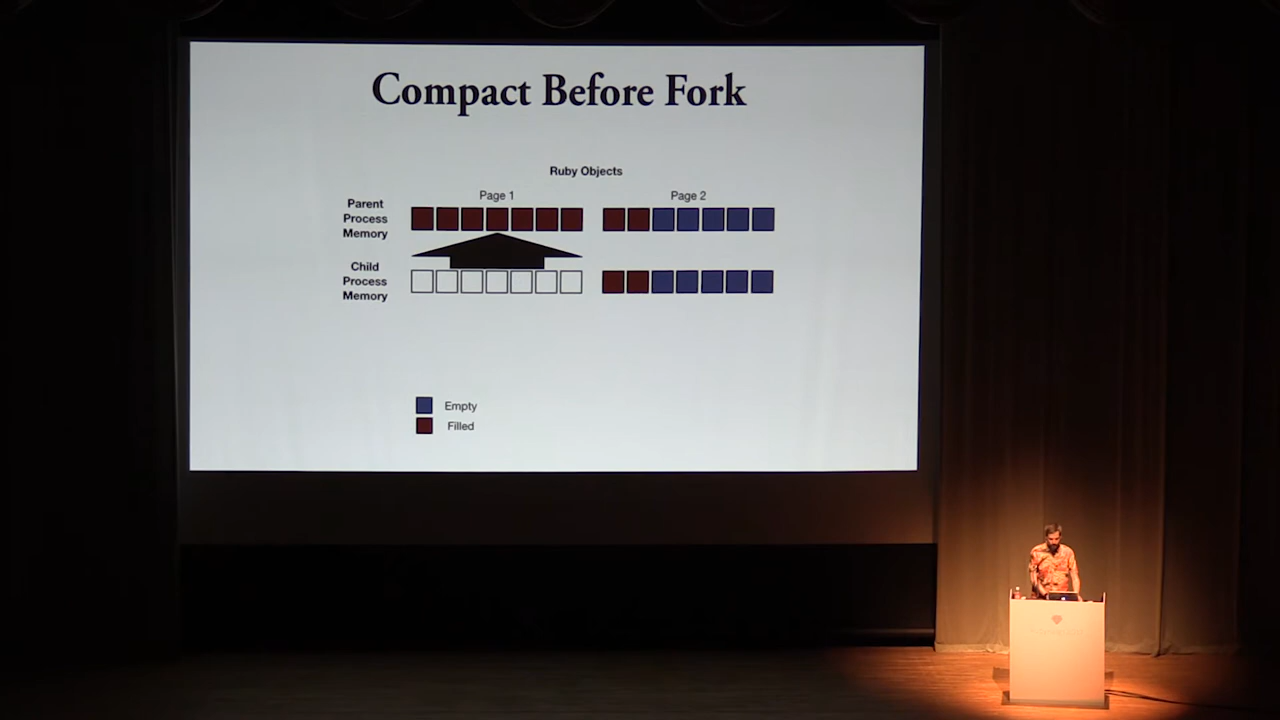 Compact Before Fork
Ruby Objects
Page 1
Page 2
Parent
Process
Memory
Child
Process
Memory
Empty
Filled